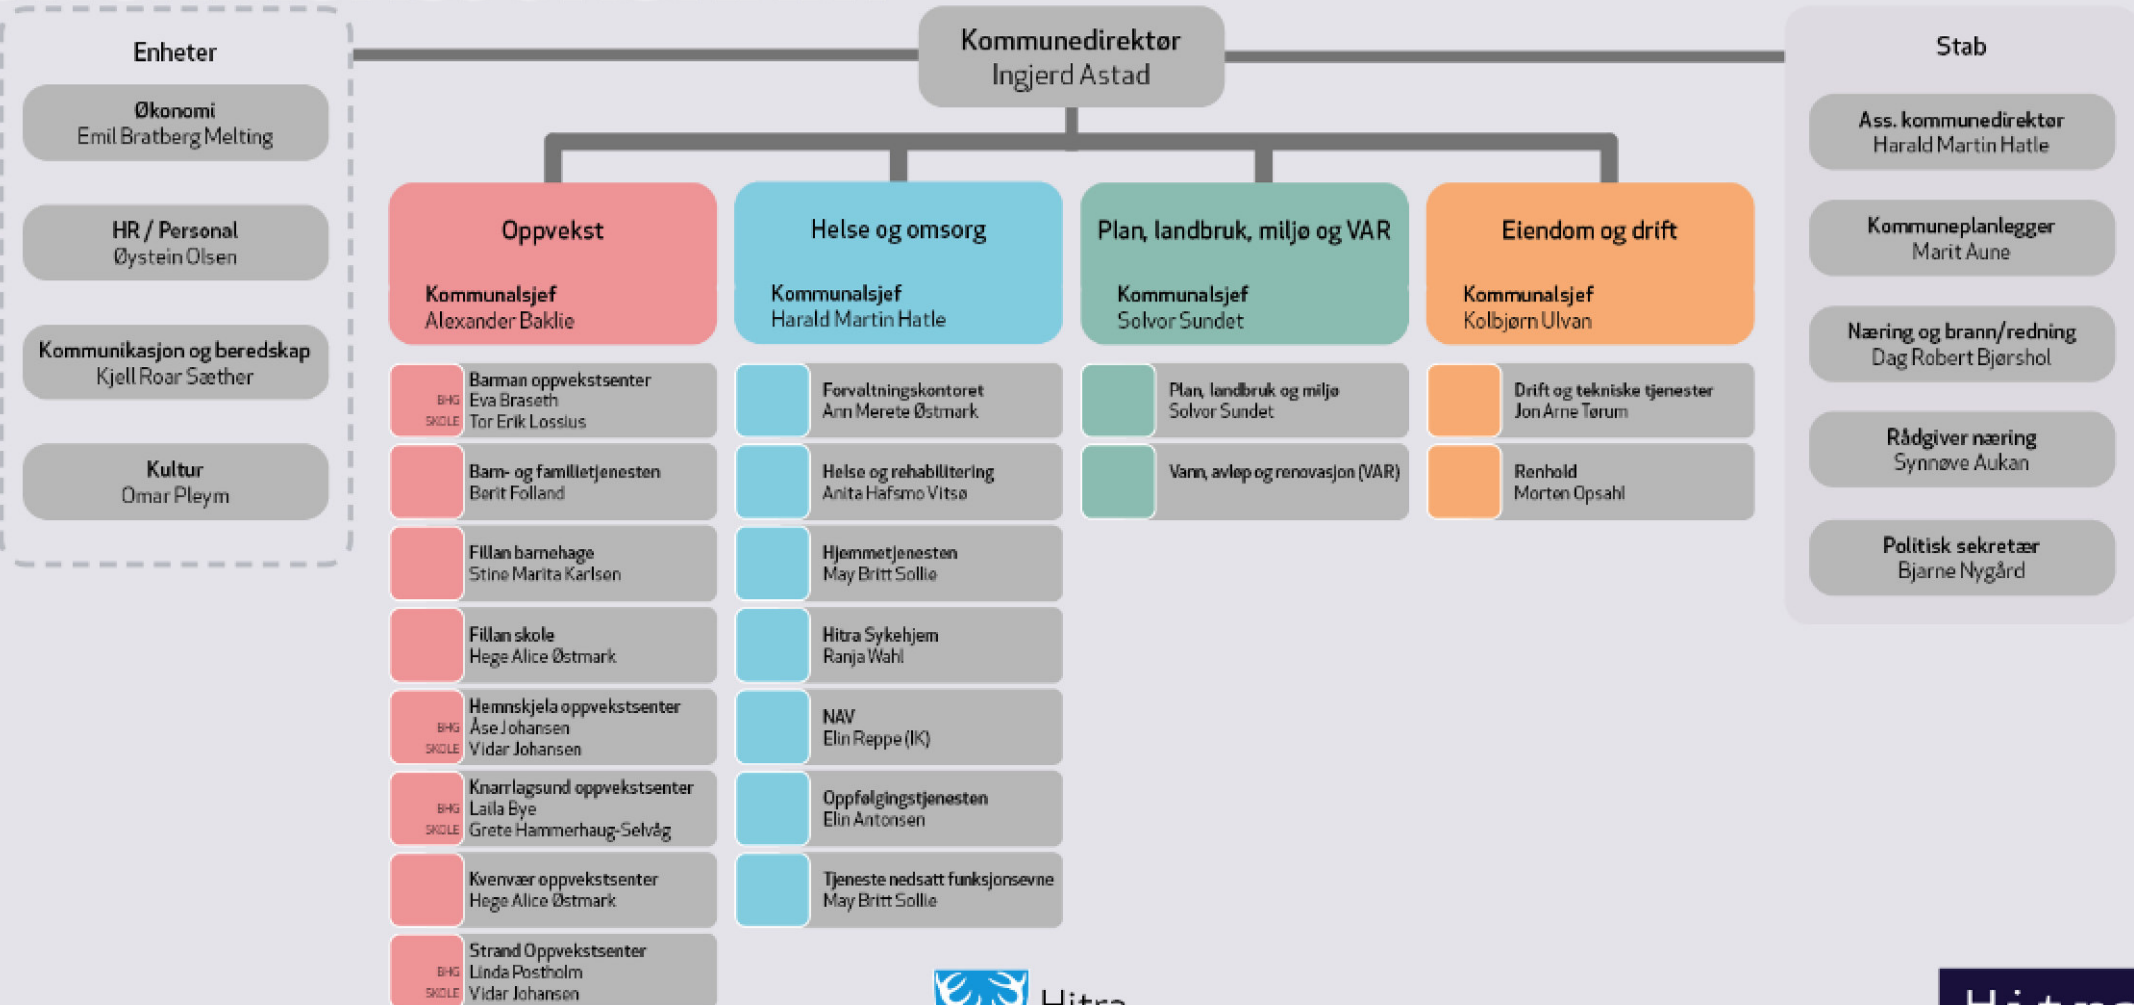 Enheter
Økonomi
Emil Bratberg Melting
HR / Personal
Øystein Olsen
Kommunikasjon og beredskap
Kjell Roar Sæther
Kultur
Omar Pleym
Kommunedirektør
Ingjerd Astad
Oppvekst
Kommunalsjef
Alexander Baklie
Barman oppvekstsenter
BHG Eva Braseth
SKOLE Tor Erik Lossius
Barn- og familietjenesten
Berit Folland
Fillan barnehage
Stine Marita Karlsen
Fillan skole
Hege Alice Østmark
Hemnskjela oppvekstsenter
BHG Åse Johansen
SKOLE Vidar Johansen
Knarrlagsund oppvekstsenter
BHG Laila Bye
SKOLE Grete Hammerhaug-Selvåg
Kvenvær oppvekstsenter
Hege Alice Østmark
Strand Oppvekstsenter
BHG Linda Postholm
SKOLE Vidar Johansen
Helse og omsorg
Kommunalsjef
Harald Martin Hatle
Forvaltningskontoret
Ann Merete Østmark
Helse og rehabilitering
Anita Hafsmo Vitsø
Hjemmetjenesten
May Britt Sollie
Hitra Sykehjem
Ranja Wahl
NAV
Elin Reppe (IK)
Oppfølgingstjenesten
Elin Antonsen
Tjeneste nedsatt funksjonsevne
May Britt Sollie
Plan, landbruk, miljø og VAR
Kommunalsjef
Solvor Sundet
Plan, landbruk og miljø
Solvor Sundet
Vann, avløp og renovasjon (VAR)
Eiendom og drift
Kommunalsjef
Kolbjørn Ulvan
Drift og tekniske tjenester
Jon Arne Tørum
Renhold
Morten Opsahl
Stab
Ass. kommunedirektør
Harald Martin Hatle
Kommuneplanlegger
Marit Aune
Næring og brann/redning
Dag Robert Bjørshol
Rådgiver næring
Synnøve Aukan
Politisk sekretær
Bjarne Nygård
Hitra